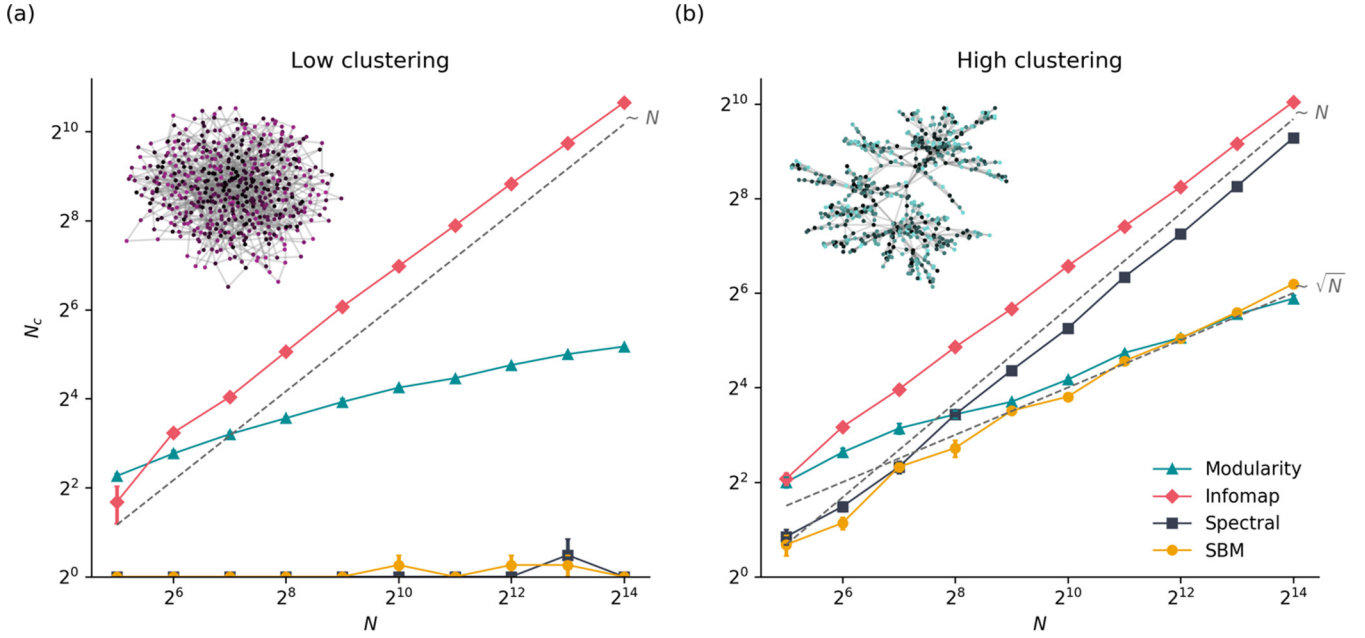 (a)
Low clustering
N_c
2^10
2^8
2^6
2^4
2^2
2^0
~ N
2^6
2^8
2^10
2^12
2^14
N
(b)
High clustering
2^10
2^8
2^6
2^4
2^2
2^0
~ N
~ √N
Modularity
Infomap
Spectral
SBM
2^6
2^8
2^10
2^12
2^14
N